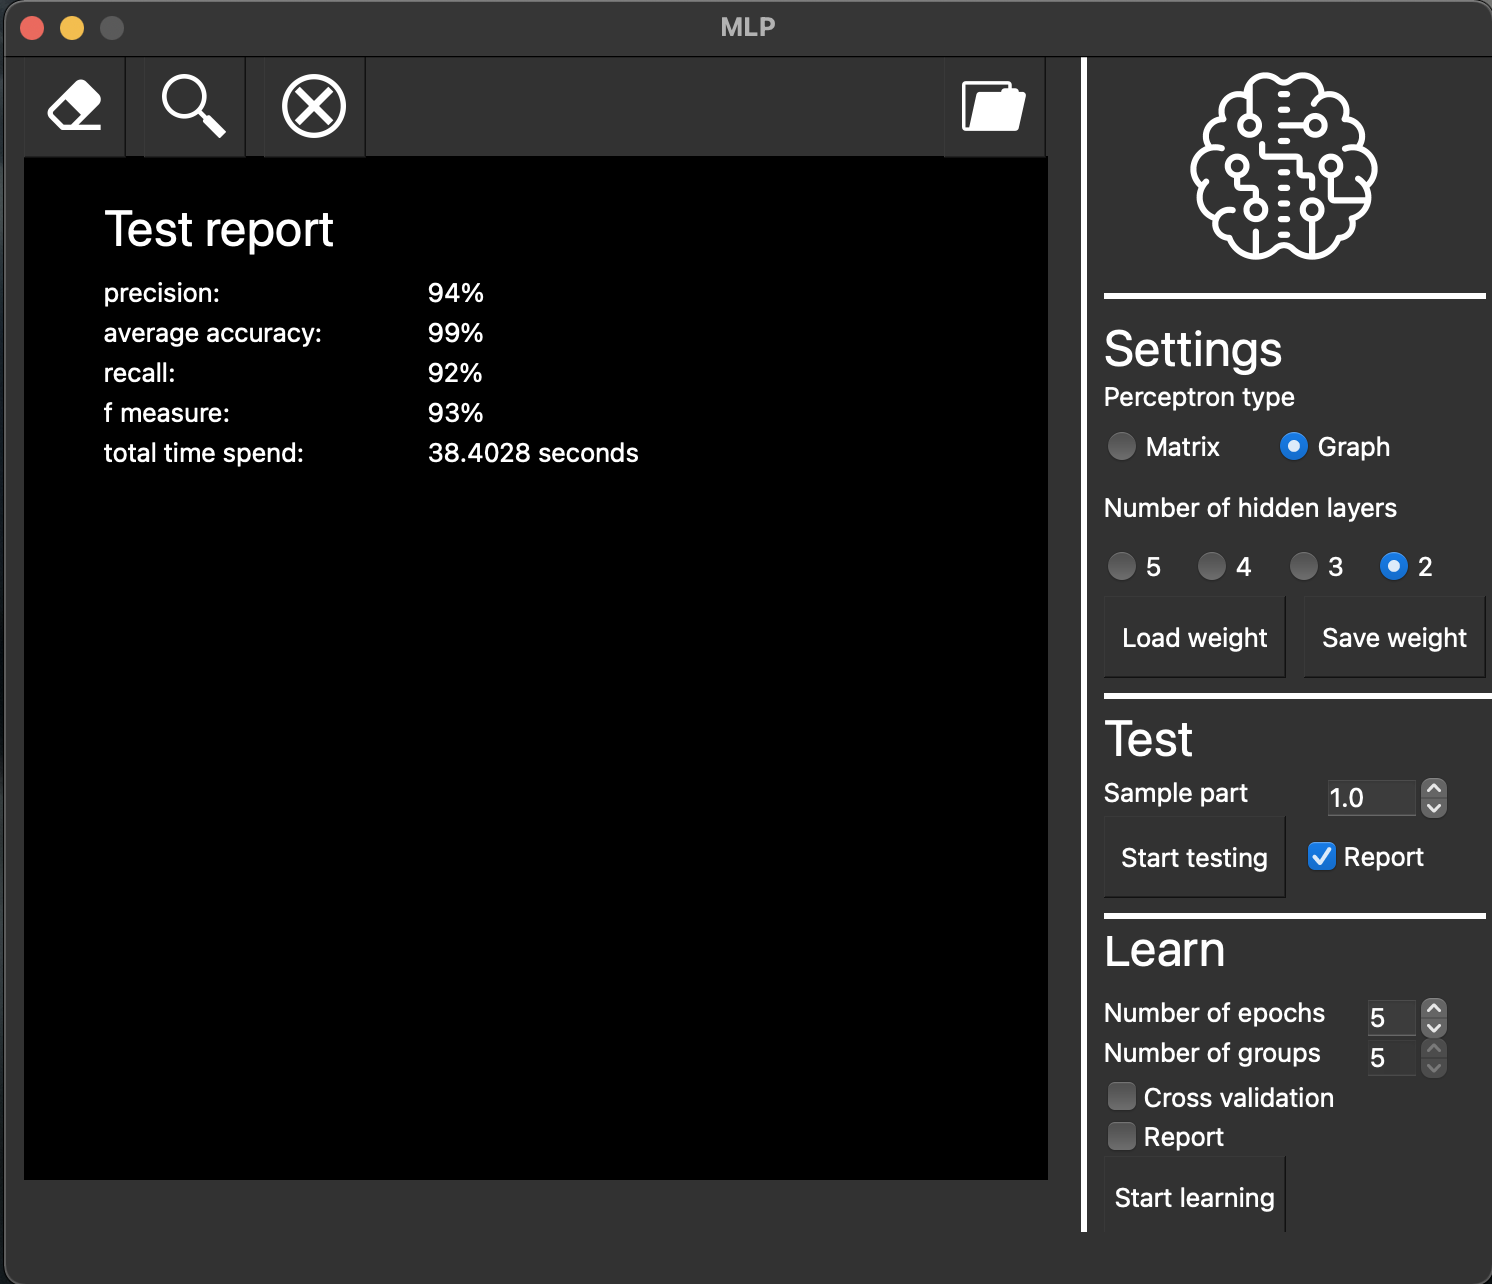 MLP
Test report
precision: 94%
average accuracy: 99%
recall: 92%
f measure: 93%
total time spend: 38.4028 seconds
Settings
Perceptron type
Matrix Graph
Number of hidden layers
5 4 3 2
Load weight Save weight
Test
Sample part 1.0
Start testing Report
Learn
Number of epochs 5
Number of groups 5
Cross validation
Report
Start learning